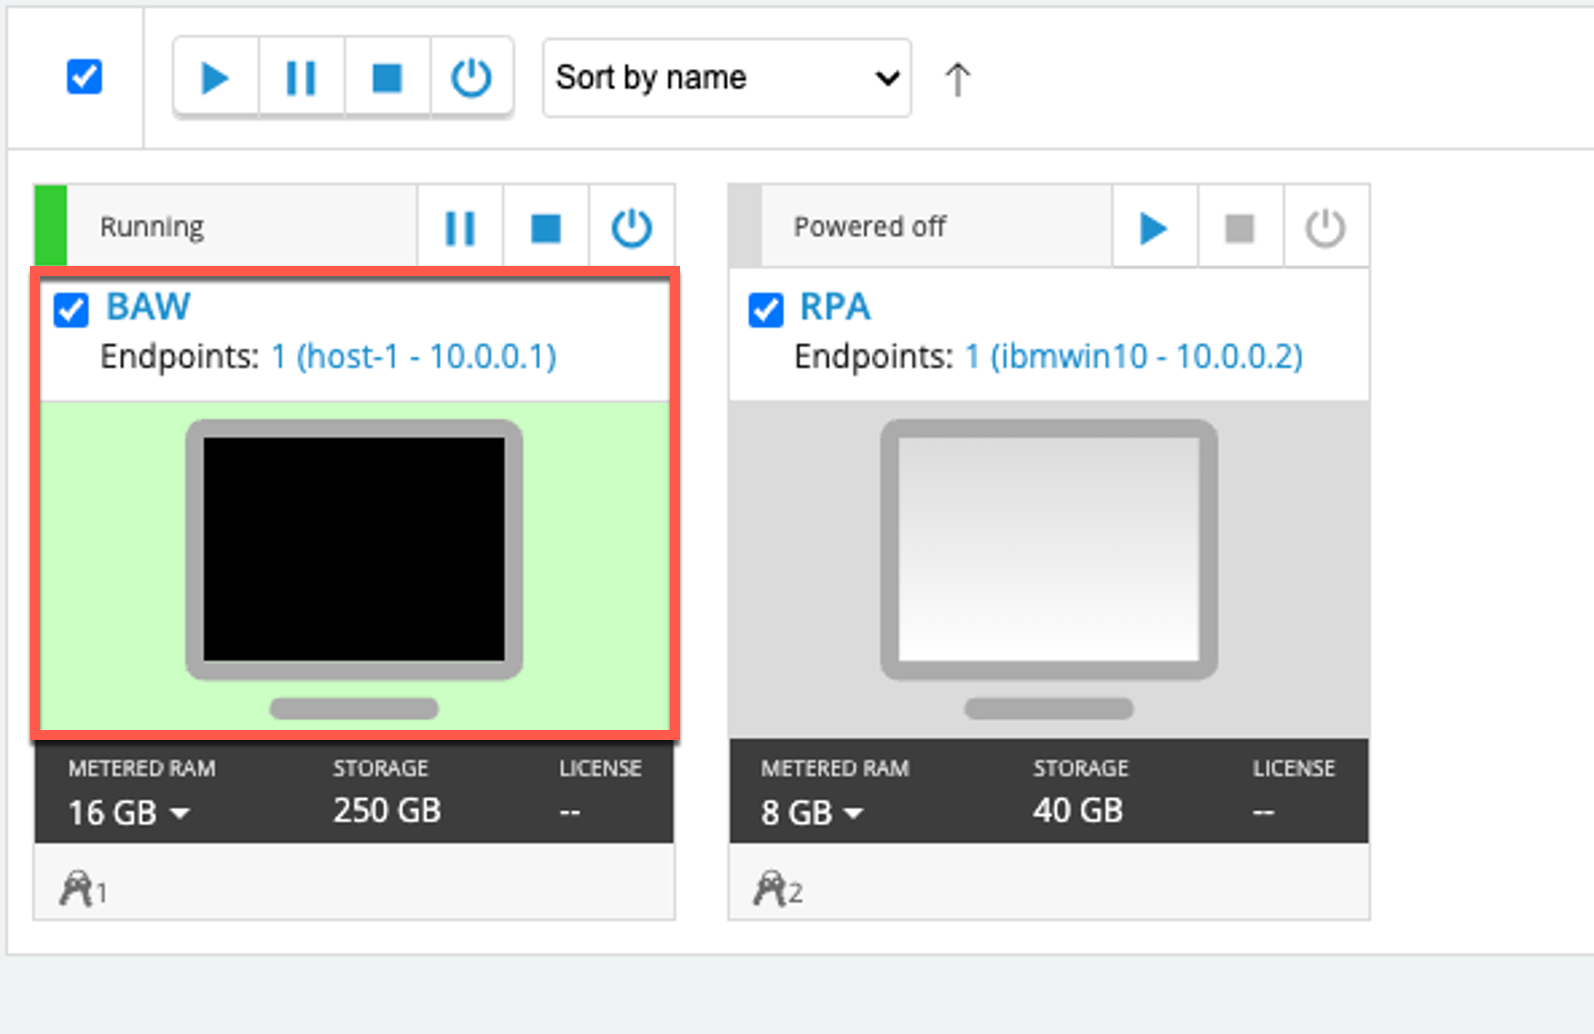 Sort by name
Running
BAW
Endpoints: 1 (host-1 - 10.0.0.1)
METERED RAM STORAGE LICENSE
16 GB 250 GB --
1
Powered off
RPA
Endpoints: 1 (ibmwin10 - 10.0.0.2)
METERED RAM STORAGE LICENSE
8 GB 40 GB --
2